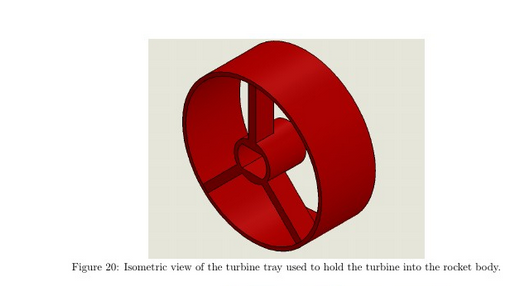 Figure 20: Isometric view of the turbine tray used to hold the turbine into the rocket body.